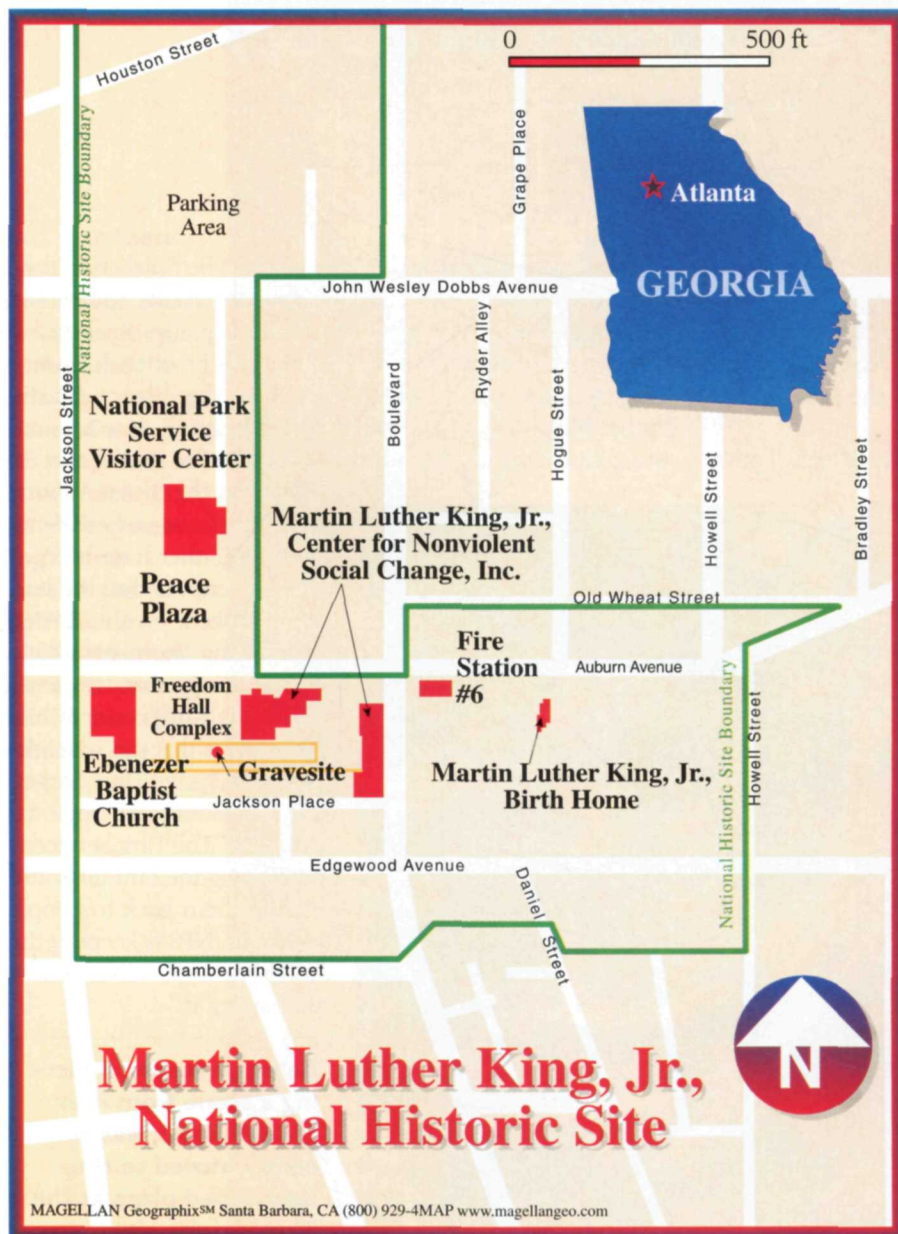 0 500 ft
Houston Street
National Historic Site Boundary
Grape Place
Parking
Area
Atlanta
GEORGIA
John Wesley Dobbs Avenue
Jackson Street
Boulevard
Ryder Alley
Hogue Street
Howell Street
Bradley Street
National Park
Service
Visitor Center
Martin Luther King, Jr.,
Center for Nonviolent
Social Change, Inc.
Peace
Plaza
Old Wheat Street
Fire
Station
#6
Auburn Avenue
Freedom
Hall
Complex
Ebenezer
Baptist
Church
Gravesite
Martin Luther King, Jr.,
Birth Home
Jackson Place
Howell Street
National Historic Site Boundary
Edgewood Avenue
Daniel Street
Chamberlain Street
N
Martin Luther King, Jr.,
National Historic Site
MAGELLAN Geographix℠ Santa Barbara, CA (800) 929-4MAP www.magellangeo.com